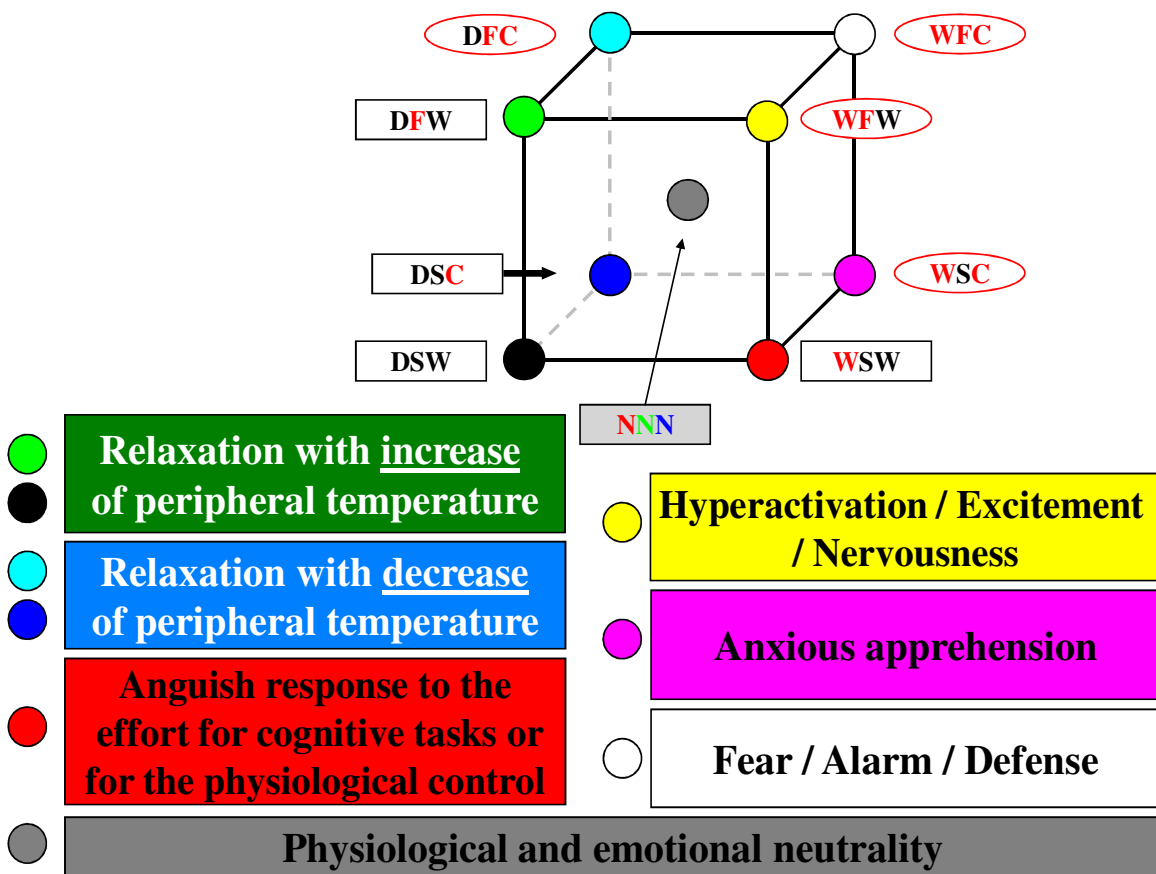 DFC
WFC
DFW
WFW
DSC
WSC
DSW
WSW
NNN
Relaxation with increase
of peripheral temperature
Relaxation with decrease
of peripheral temperature
Anguish response to the
effort for cognitive tasks or
for the physiological control
Hyperactivation / Excitement
/ Nervousness
Anxious apprehension
Fear / Alarm / Defense
Physiological and emotional neutrality